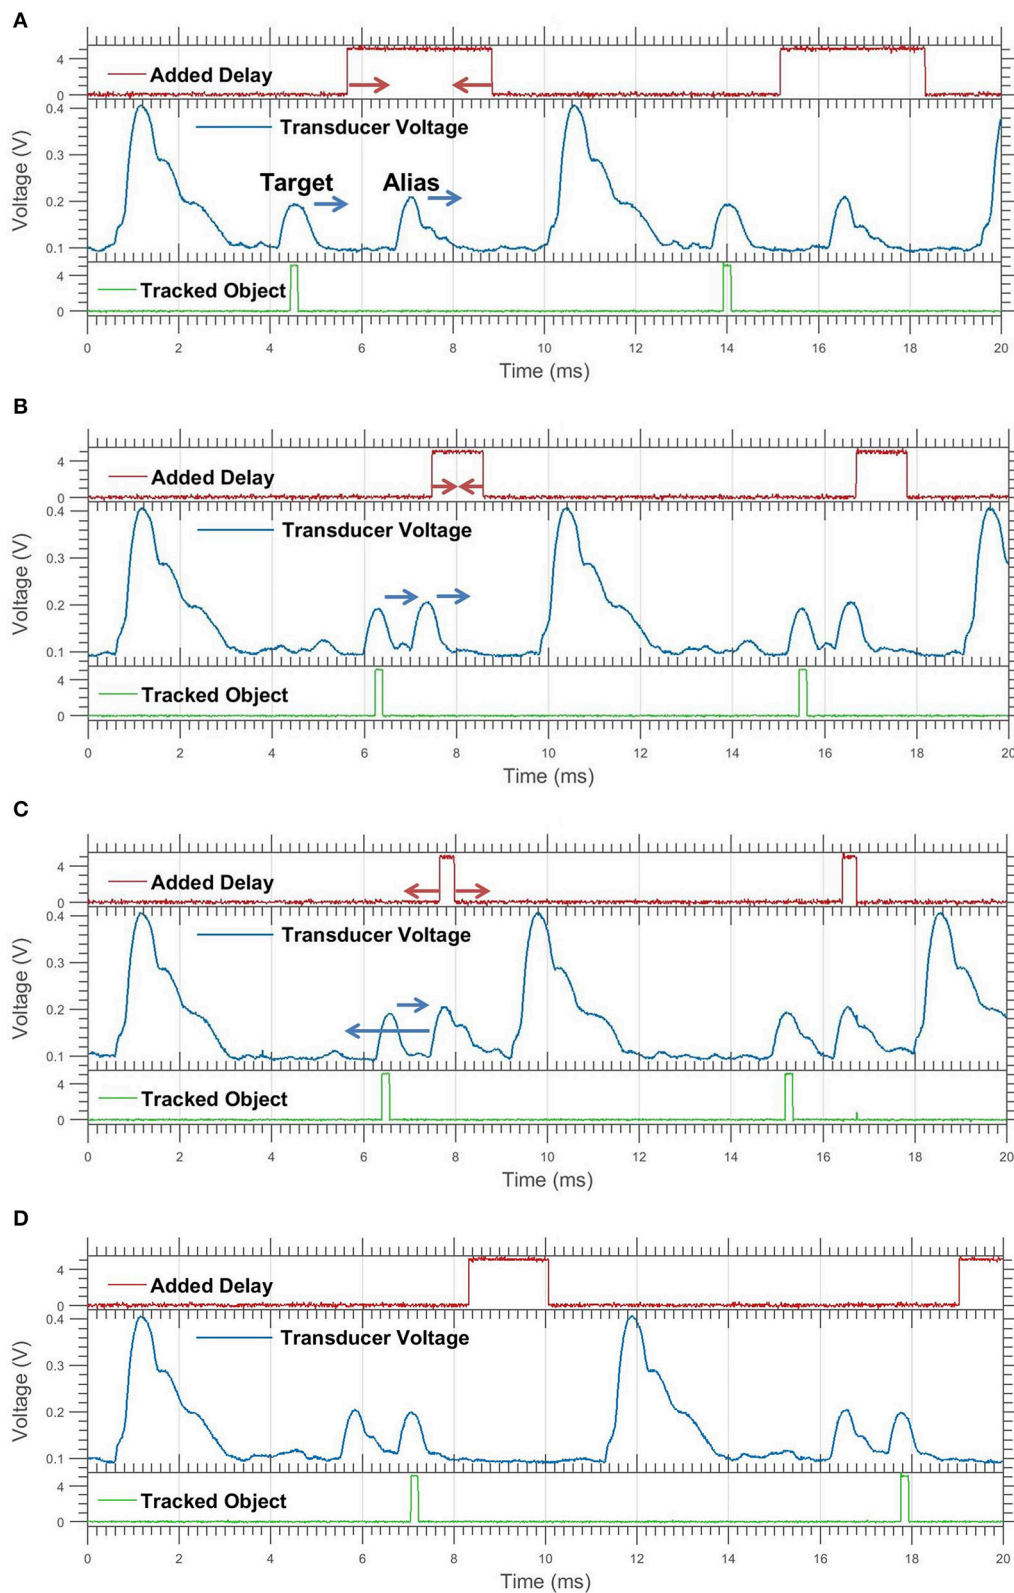 A
4
0
Added Delay
0.4
0.3
0.2
0.1
Voltage (V)
Transducer Voltage
Target
Alias
4
0
Tracked Object
0 2 4 6 8 10 12 14 16 18 20
Time (ms)
B
4
0
Added Delay
0.4
0.3
0.2
0.1
Voltage (V)
Transducer Voltage
4
0
Tracked Object
0 2 4 6 8 10 12 14 16 18 20
Time (ms)
C
4
0
Added Delay
0.4
0.3
0.2
0.1
Voltage (V)
Transducer Voltage
4
0
Tracked Object
0 2 4 6 8 10 12 14 16 18 20
Time (ms)
D
4
0
Added Delay
0.4
0.3
0.2
0.1
Voltage (V)
Transducer Voltage
4
0
Tracked Object
0 2 4 6 8 10 12 14 16 18 20
Time (ms)